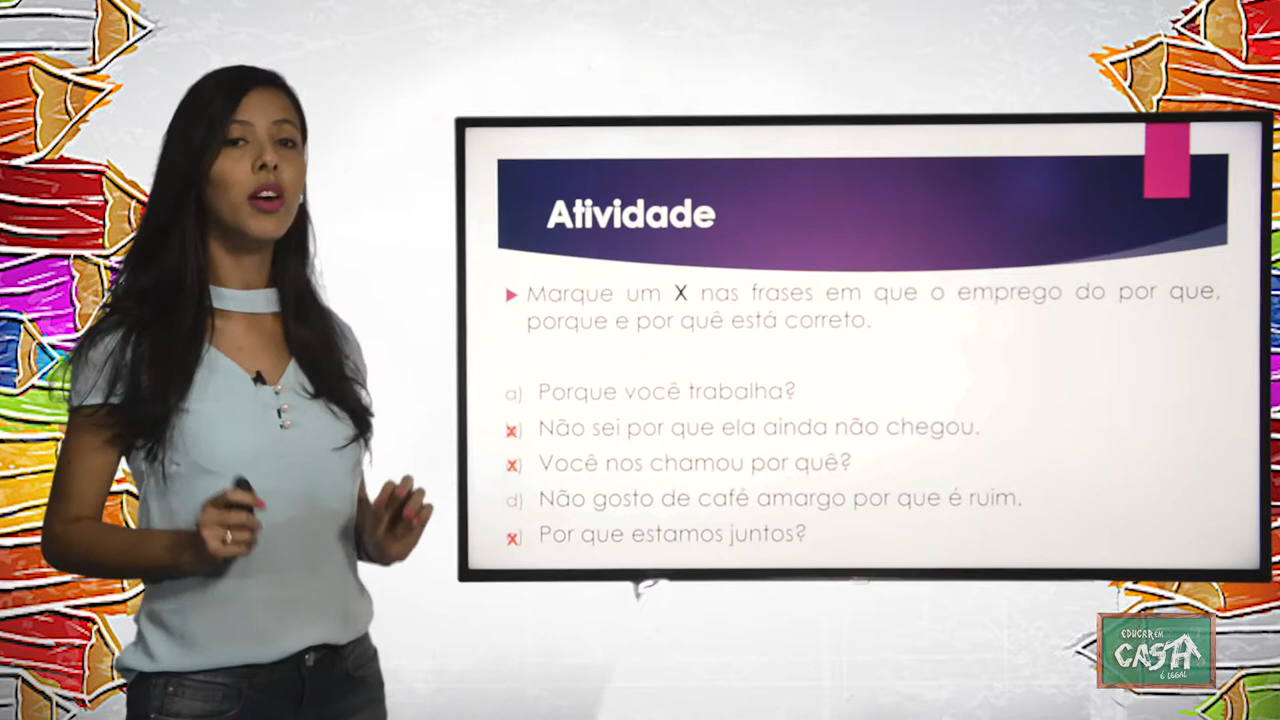 Atividade
Marque um X nas frases em que o emprego do por que,
porque e por quê está correto.
a) Porque você trabalha?
x) Não sei por que ela ainda não chegou.
x) Você nos chamou por quê?
d) Não gosto de café amargo por que é ruim.
x) Por que estamos juntos?
EDUCAR EM
CASA
É LEGAL